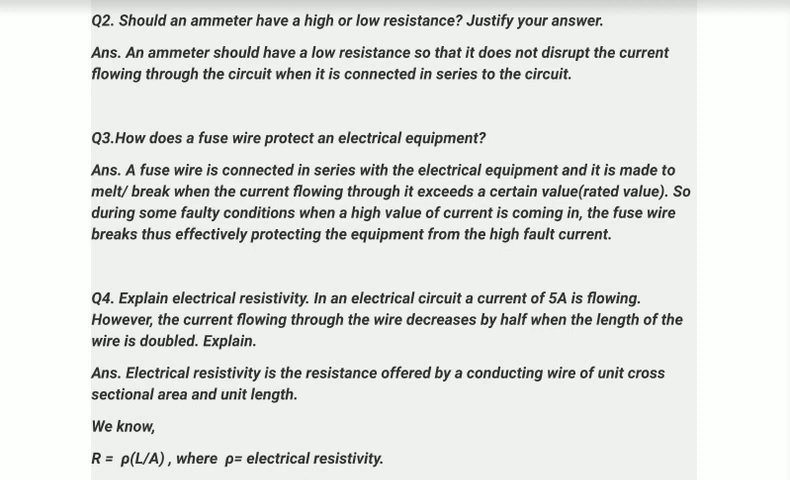 Q2. Should an ammeter have a high or low resistance? Justify your answer.
Ans. An ammeter should have a low resistance so that it does not disrupt the current
flowing through the circuit when it is connected in series to the circuit.
Q3.How does a fuse wire protect an electrical equipment?
Ans. A fuse wire is connected in series with the electrical equipment and it is made to
melt/ break when the current flowing through it exceeds a certain value(rated value). So
during some faulty conditions when a high value of current is coming in, the fuse wire
breaks thus effectively protecting the equipment from the high fault current.
Q4. Explain electrical resistivity. In an electrical circuit a current of 5A is flowing.
However, the current flowing through the wire decreases by half when the length of the
wire is doubled. Explain.
Ans. Electrical resistivity is the resistance offered by a conducting wire of unit cross
sectional area and unit length.
We know,
R = ρ(L/A) , where ρ= electrical resistivity.